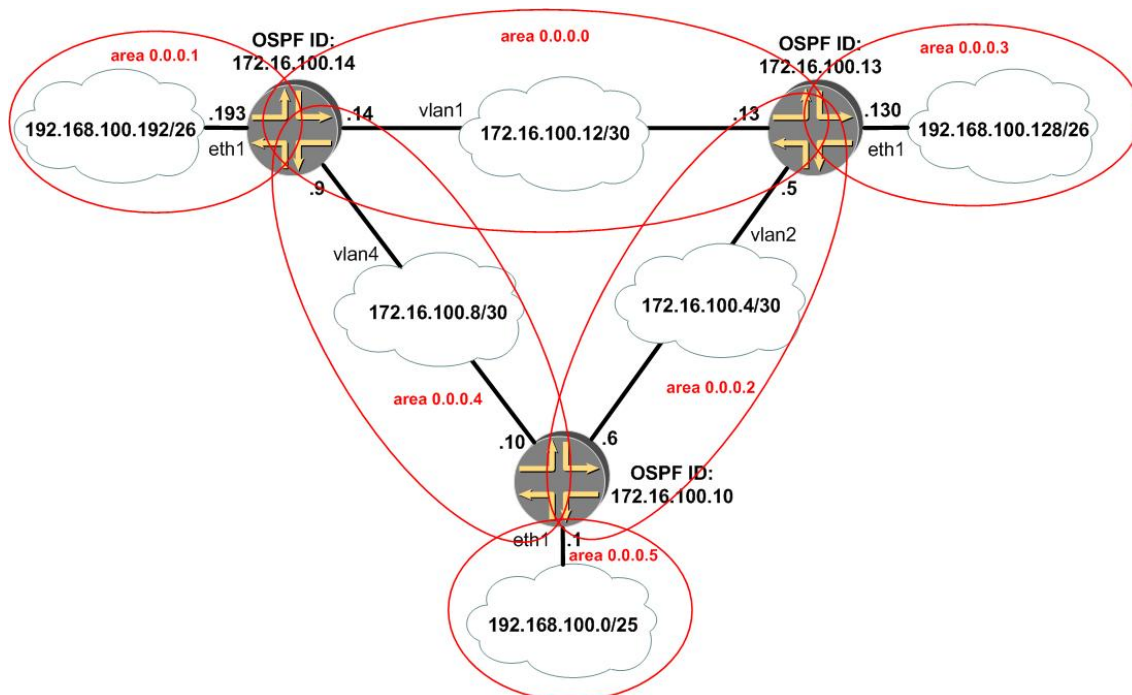 area 0.0.0.1
OSPF ID:
172.16.100.14
area 0.0.0.0
OSPF ID:
172.16.100.13
area 0.0.0.3
192.168.100.192/26
.193
eth1
.14
vlan1
172.16.100.12/30
.13
.130
eth1
192.168.100.128/26
.9
vlan4
.5
vlan2
172.16.100.8/30
172.16.100.4/30
area 0.0.0.4
area 0.0.0.2
.10
.6
OSPF ID:
172.16.100.10
eth1
.1
area 0.0.0.5
192.168.100.0/25